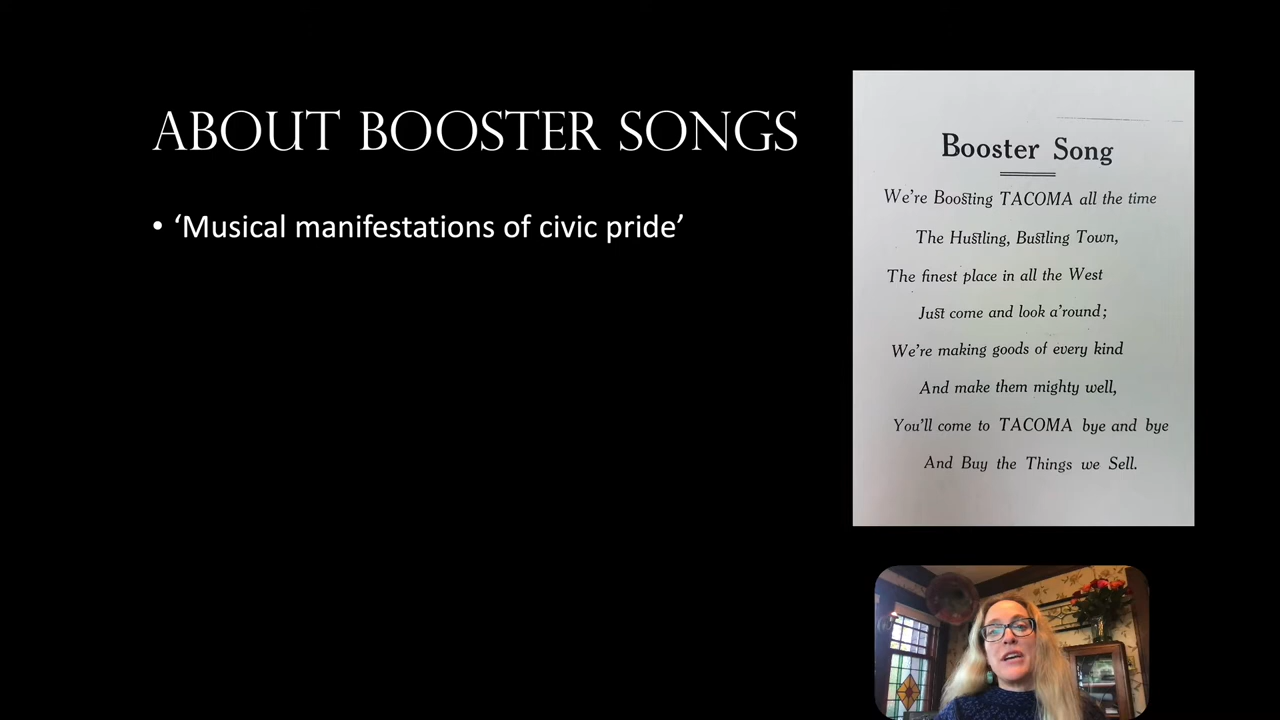 ABOUT BOOSTER SONGS
• ‘Musical manifestations of civic pride’
Booster Song
We're Boosting TACOMA all the time
The Hustling, Bustling Town,
The finest place in all the West
Just come and look a'round;
We're making goods of every kind
And make them mighty well,
You'll come to TACOMA bye and bye
And Buy the Things we Sell.